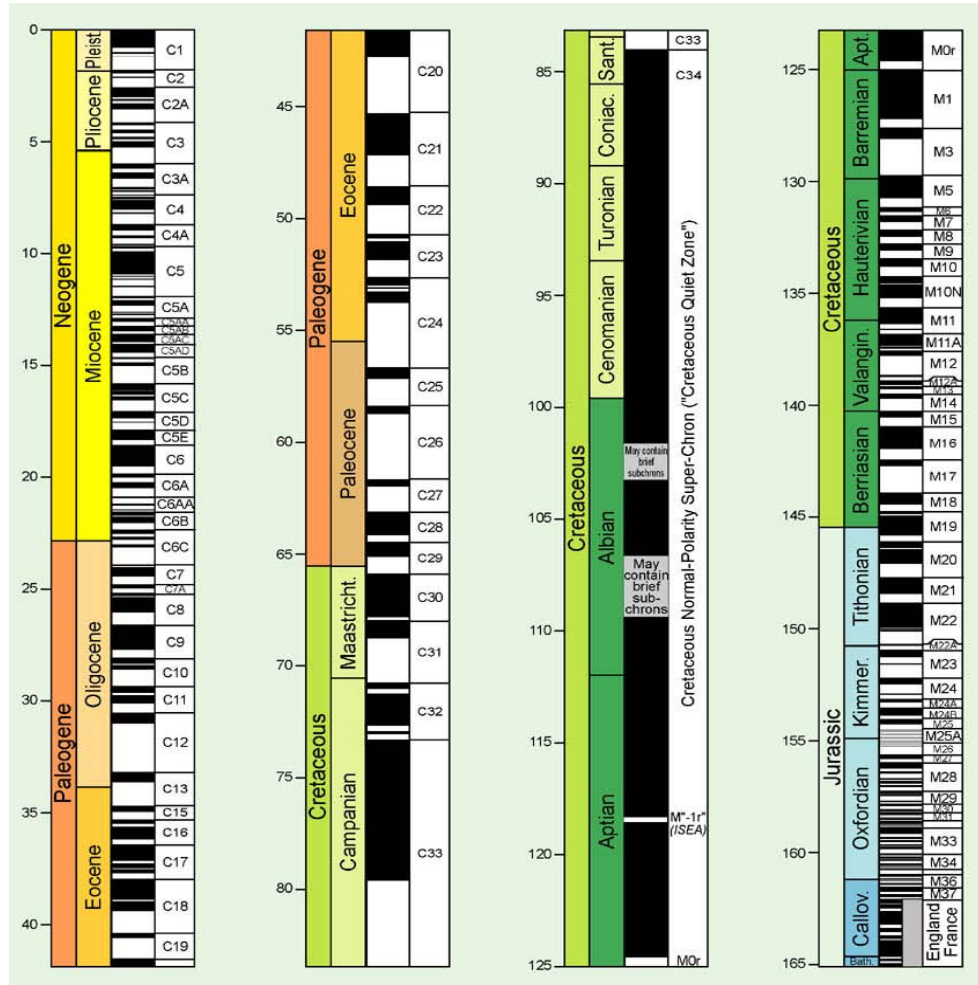 0
5
10
15
20
25
30
35
40
Neogene
Paleogene
Pleist.
Pliocene
Miocene
Oligocene
Eocene
C1
C2
C2A
C3
C3A
C4
C4A
C5
C5A
C5AA
C5AB
C5AC
C5AD
C5B
C5C
C5D
C5E
C6
C6A
C6AA
C6B
C6C
C7
C7A
C8
C9
C10
C11
C12
C13
C15
C16
C17
C18
C19
45
50
55
60
65
70
75
80
Paleogene
Cretaceous
Eocene
Paleocene
Maastricht.
Campanian
C20
C21
C22
C23
C24
C25
C26
C27
C28
C29
C30
C31
C32
C33
85
90
95
100
105
110
115
120
125
Cretaceous
Sant.
Coniac.
Turonian
Cenomanian
Albian
Aptian
May contain
brief
subchrons
May
contain
brief
sub-
chrons
C33
C34
Cretaceous Normal-Polarity Super-Chron ("Cretaceous Quiet Zone")
M"-1r"
(ISEA)
M0r
125
130
135
140
145
150
155
160
165
Cretaceous
Jurassic
Apt.
Barremian
Hauterivian
Valangin.
Berriasian
Tithonian
Kimmer.
Oxfordian
Callov.
Bath.
M0r
M1
M3
M5
M6
M7
M8
M9
M10
M10N
M11
M11A
M12
M12A
M13
M14
M15
M16
M17
M18
M19
M20
M21
M22
M22A
M23
M24
M24A
M24B
M25
M25A
M26
M27
M28
M29
M30
M31
M33
M34
M36
M37
England
France